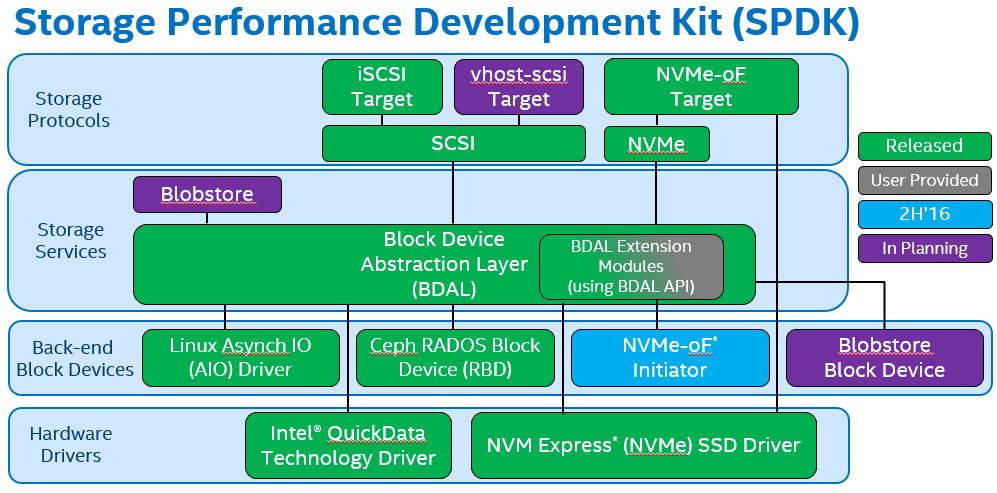 Storage Performance Development Kit (SPDK)
Storage
Protocols
iSCSI
Target
vhost-scsi
Target
NVMe-oF
Target
SCSI
NVMe
Released
User Provided
2H'16
In Planning
Storage
Services
Blobstore
Block Device
Abstraction Layer
(BDAL)
BDAL Extension
Modules
(using BDAL API)
Back-end
Block Devices
Linux Asynch IO
(AIO) Driver
Ceph RADOS Block
Device (RBD)
NVMe-oF*
Initiator
Blobstore
Block Device
Hardware
Drivers
Intel® QuickData
Technology Driver
NVM Express* (NVMe) SSD Driver